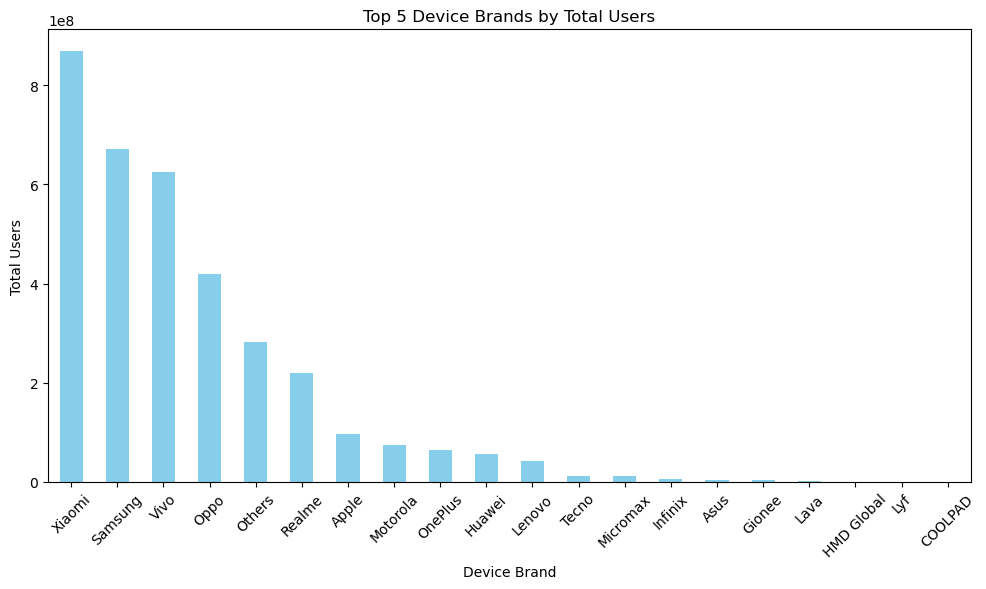 Top 5 Device Brands by Total Users
1e8
8
6
4
2
0
Total Users
Xiaomi
Samsung
Vivo
Oppo
Others
Realme
Apple
Motorola
OnePlus
Huawei
Lenovo
Tecno
Micromax
Infinix
Asus
Gionee
Lava
HMD Global
Lyf
COOLPAD
Device Brand